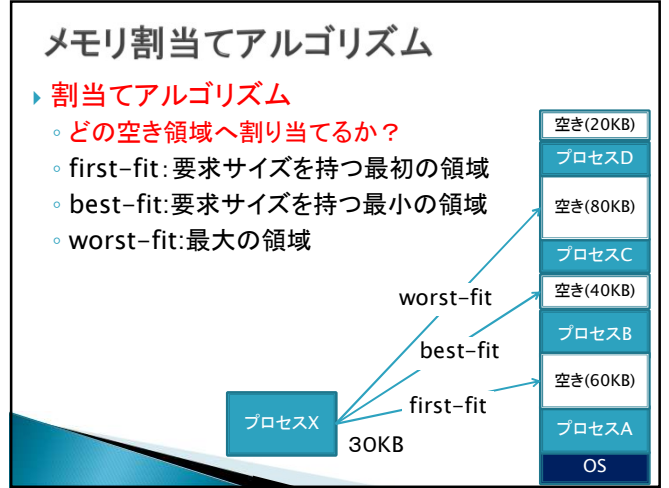 メモリ割当てアルゴリズム
割当てアルゴリズム
どの空き領域へ割り当てるか？
first-fit：要求サイズを持つ最初の領域
best-fit:要求サイズを持つ最小の領域
worst-fit:最大の領域
空き(20KB)
プロセスD
空き(80KB)
プロセスC
空き(40KB)
プロセスB
空き(60KB)
プロセスA
OS
worst-fit
best-fit
first-fit
プロセスX
30KB